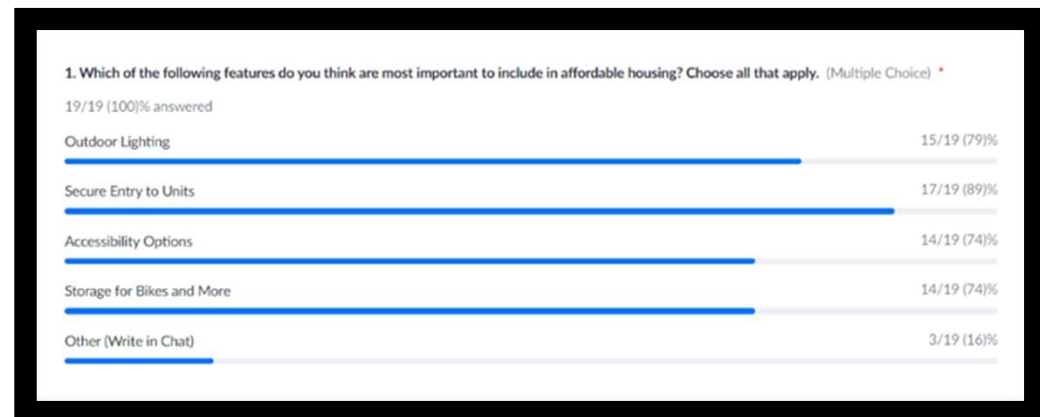 1. Which of the following features do you think are most important to include in affordable housing? Choose all that apply. (Multiple Choice) *
19/19 (100)% answered
Outdoor Lighting 15/19 (79)%
Secure Entry to Units 17/19 (89)%
Accessibility Options 14/19 (74)%
Storage for Bikes and More 14/19 (74)%
Other (Write in Chat) 3/19 (16)%